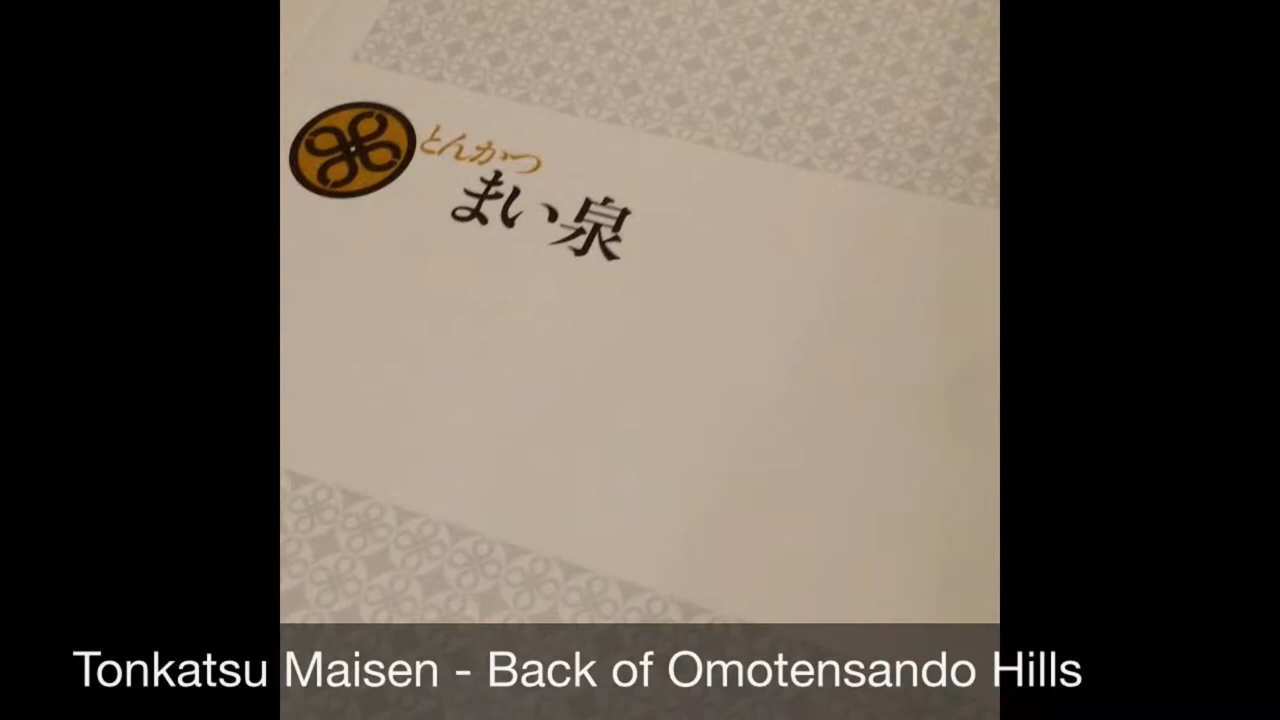 とんかつ
まい泉
Tonkatsu Maisen - Back of Omotensando Hills